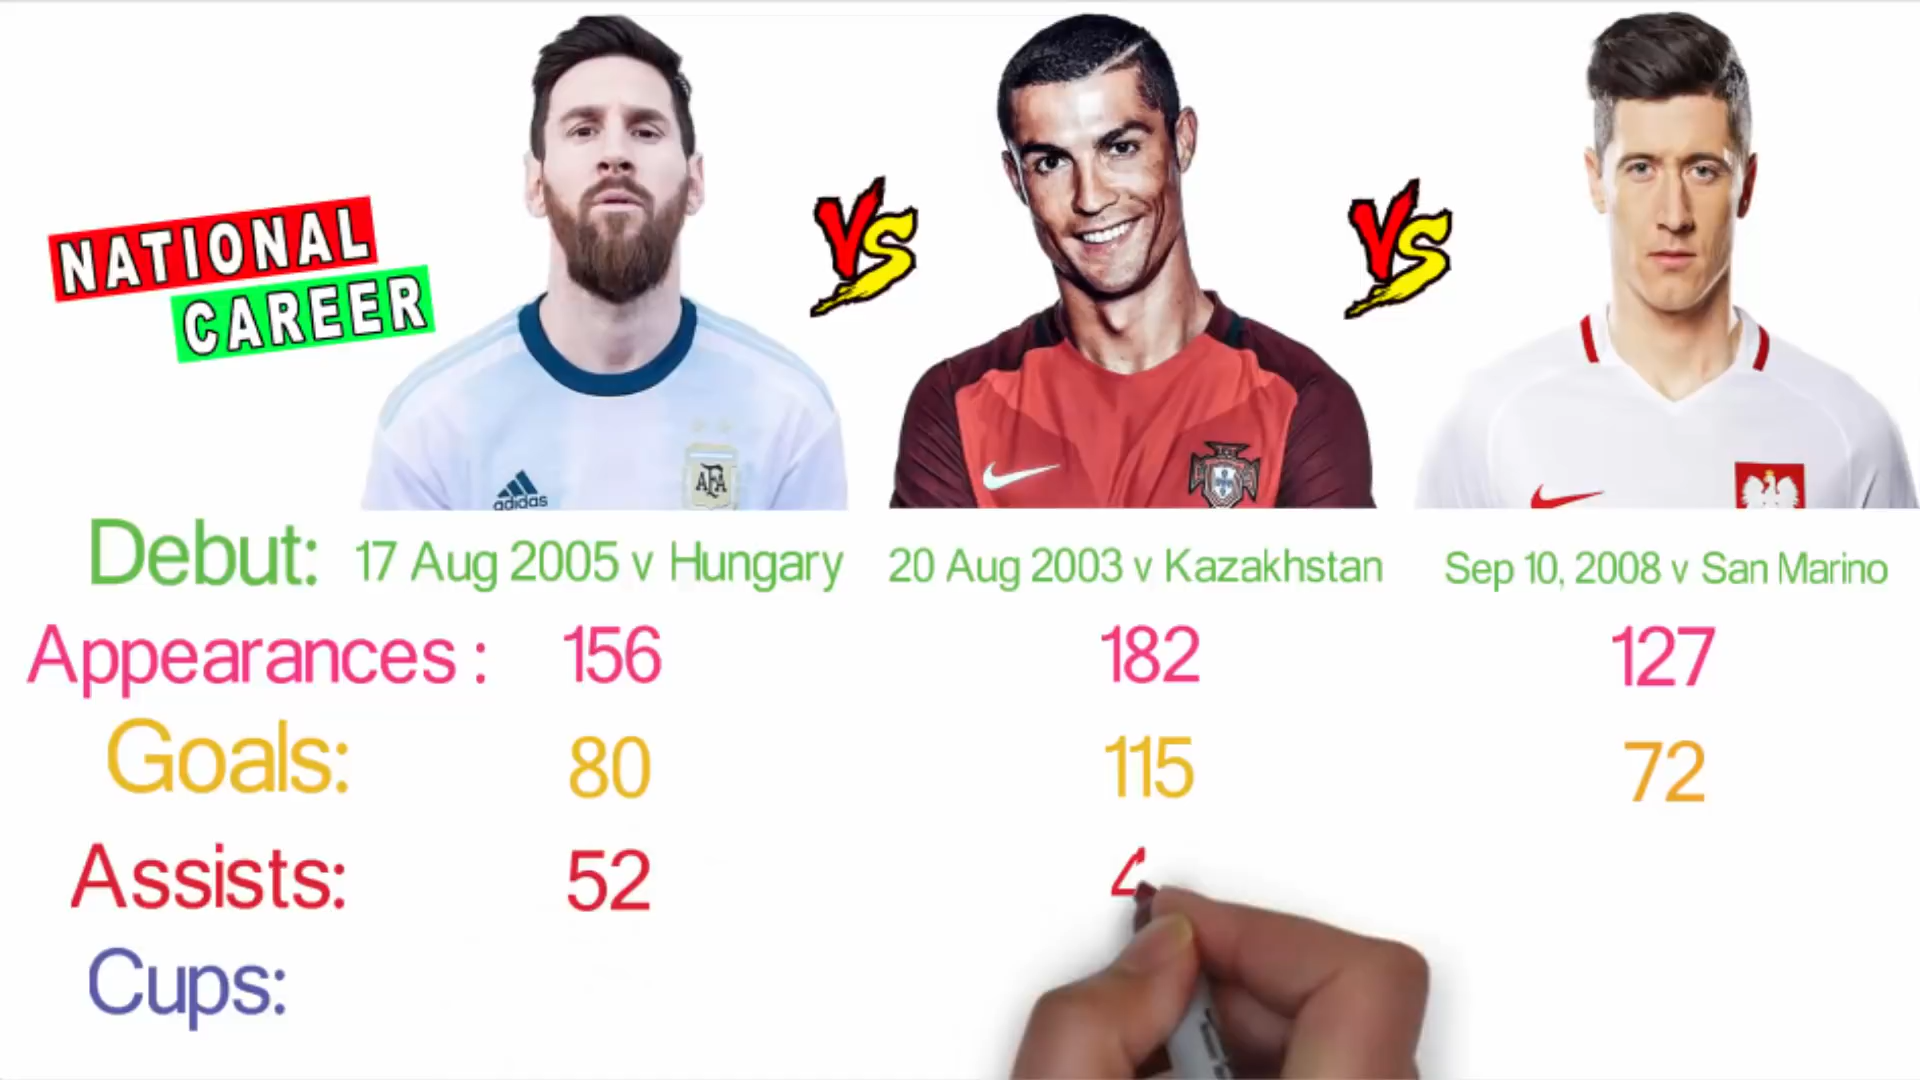 NATIONAL
CAREER
VS
VS
adidas
AFA
Debut: 17 Aug 2005 v Hungary 20 Aug 2003 v Kazakhstan Sep 10, 2008 v San Marino
Appearances : 156 182 127
Goals: 80 115 72
Assists: 52 4
Cups: